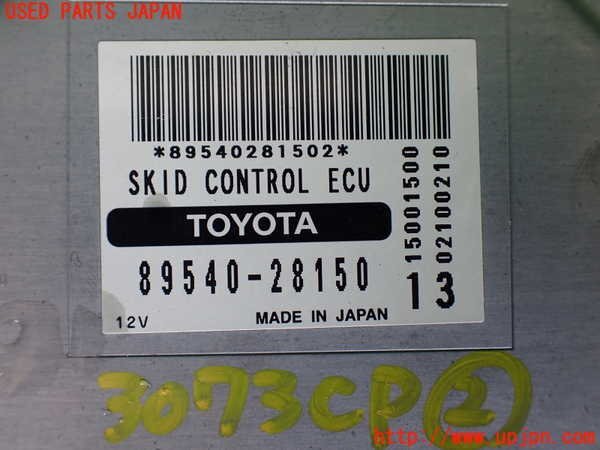 USED PARTS JAPAN
*89540281502*
SKID CONTROL ECU
TOYOTA
89540-28150
12V
MADE IN JAPAN
15001500
02100210
13
3073CP②
http://www.upjpn.com/